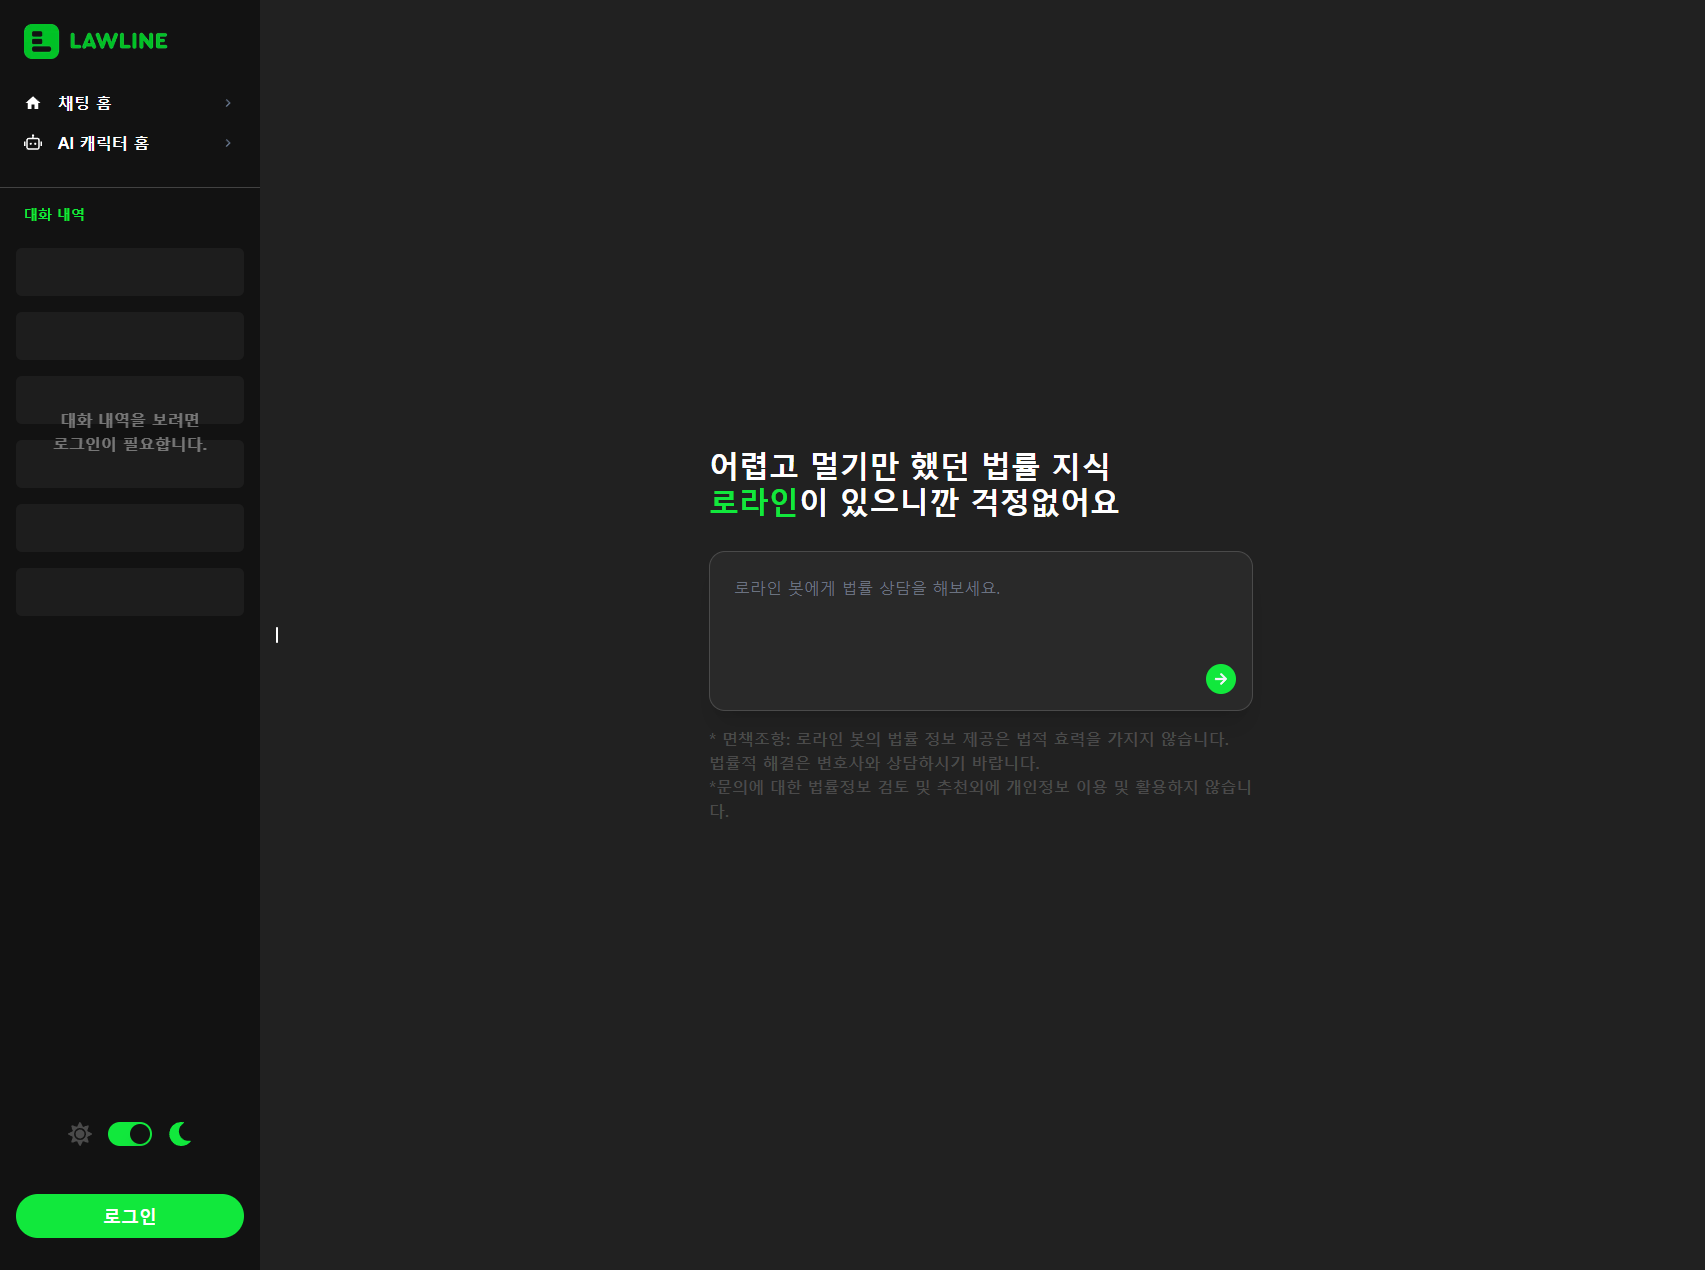 LAWLINE
채팅 홈
AI 캐릭터 홈
대화 내역
대화 내역을 보려면
로그인이 필요합니다.
어렵고 멀기만 했던 법률 지식
로라인이 있으니깐 걱정없어요
로라인 봇에게 법률 상담을 해보세요.
* 면책조항: 로라인 봇의 법률 정보 제공은 법적 효력을 가지지 않습니다.
법률적 해결은 변호사와 상담하시기 바랍니다.
*문의에 대한 법률정보 검토 및 추천외에 개인정보 이용 및 활용하지 않습니
다.
로그인